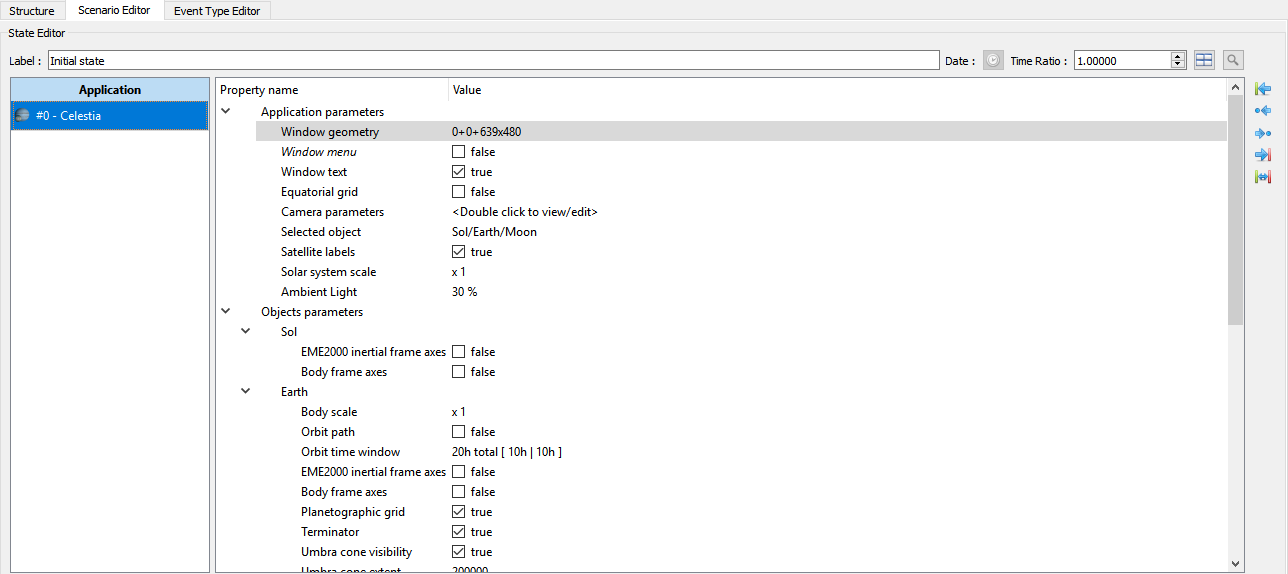 Structure Scenario Editor Event Type Editor
State Editor
Label : Initial state Date : Time Ratio : 1.00000
Application
#0 - Celestia
Property name Value
Application parameters
Window geometry 0+0+639x480
Window menu false
Window text true
Equatorial grid false
Camera parameters <Double click to view/edit>
Selected object Sol/Earth/Moon
Satellite labels true
Solar system scale x 1
Ambient Light 30 %
Objects parameters
Sol
EME2000 inertial frame axes false
Body frame axes false
Earth
Body scale x 1
Orbit path false
Orbit time window 20h total [ 10h | 10h ]
EME2000 inertial frame axes false
Body frame axes false
Planetographic grid true
Terminator true
Umbra cone visibility true
Umbra cone extent 200000